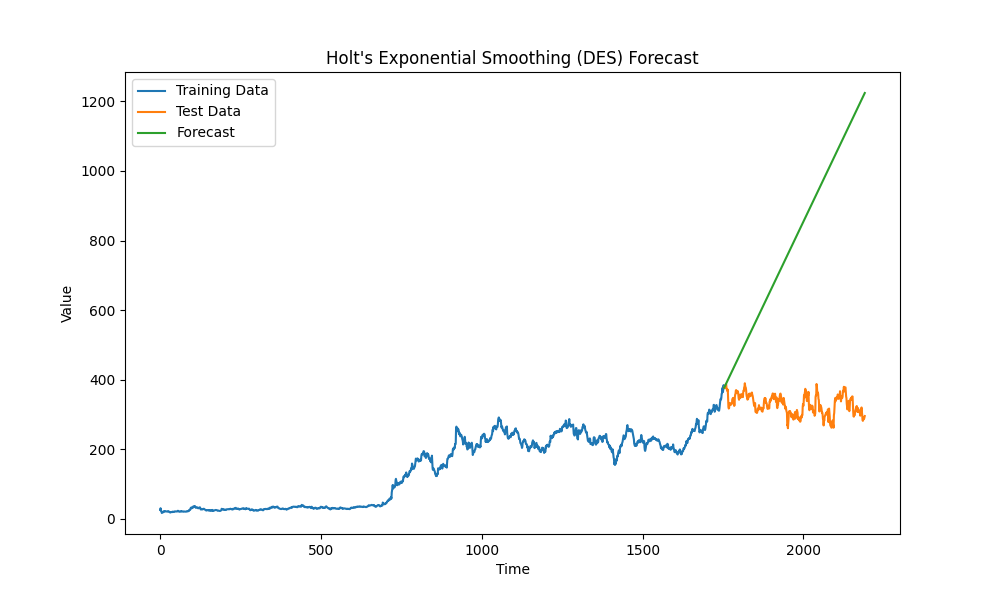 Holt's Exponential Smoothing (DES) Forecast
Training Data
Test Data
Forecast
1200
1000
800
600
400
200
0
Value
0 500 1000 1500 2000
Time